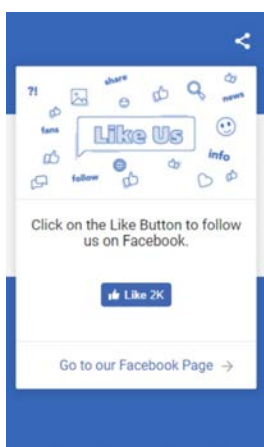 share
?!
news
fans
Like Us
info
follow
Click on the Like Button to follow
us on Facebook.
Like 2K
Go to our Facebook Page →